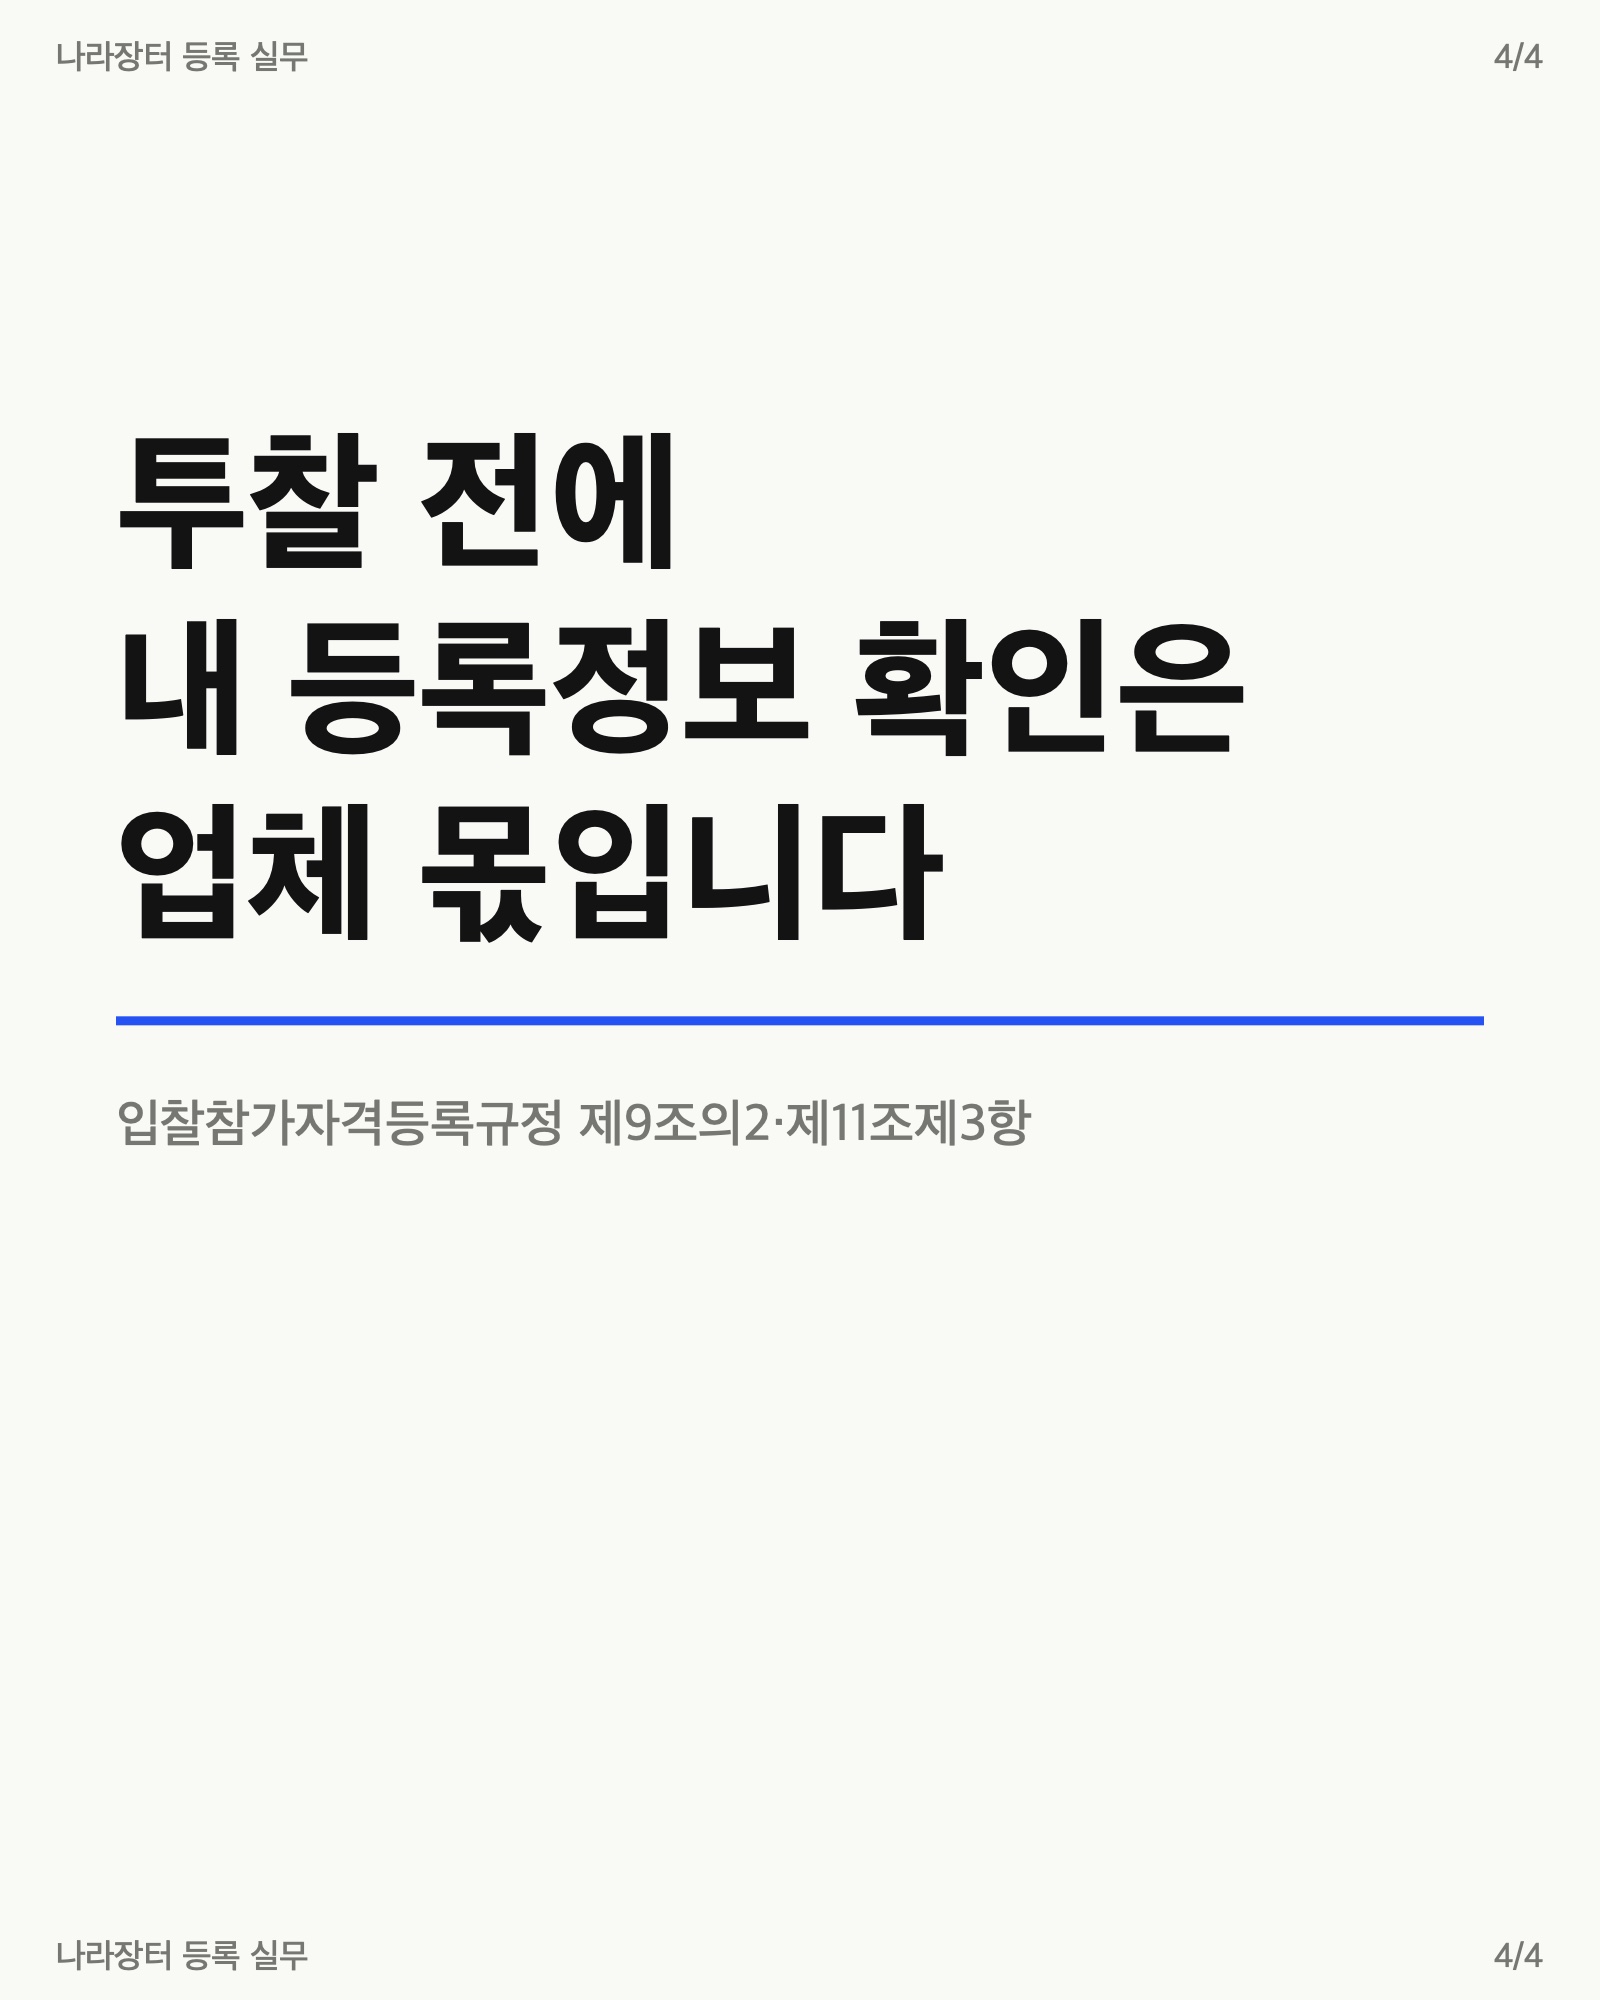 나라장터 등록 실무
4/4
투찰 전에
내 등록정보 확인은
업체 몫입니다
입찰참가자격등록규정 제9조의2·제11조제3항
나라장터 등록 실무
4/4